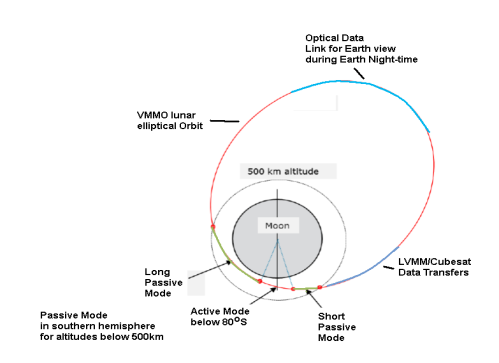 Optical Data
Link for Earth view
during Earth Night-time
VMMO lunar
elliptical Orbit
500 km altitude
Moon
LVMM/Cubesat
Data Transfers
Long
Passive
Mode
Active Mode
below 80⁰S
Short
Passive
Mode
Passive Mode
in southern hemisphere
for altitudes below 500km